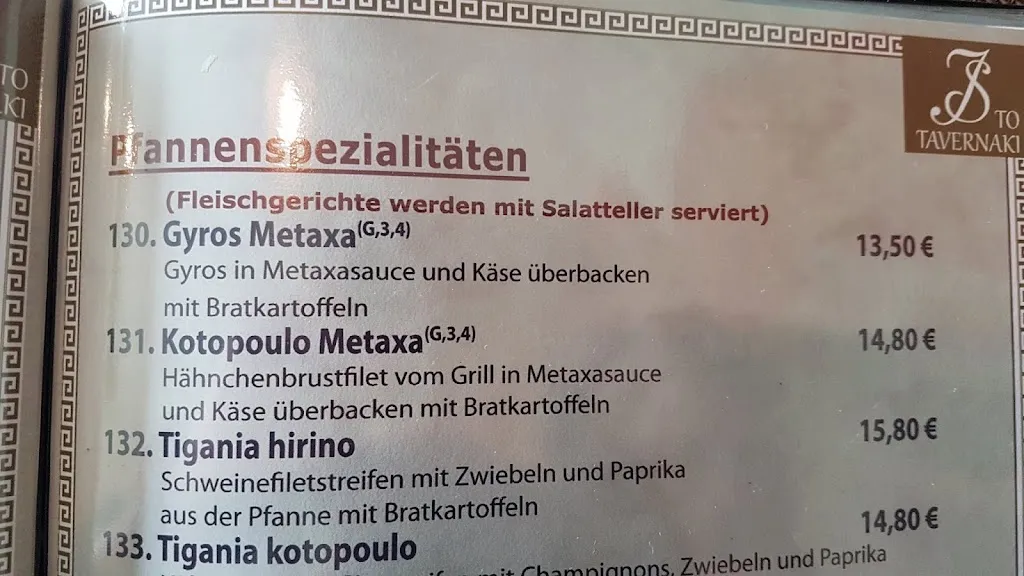 TO
TAVERNAKI
Pfannenspezialitäten
(Fleischgerichte werden mit Salatteller serviert)
130. Gyros Metaxa(G,3,4) 13,50 €
Gyros in Metaxasauce und Käse überbacken
mit Bratkartoffeln
131. Kotopoulo Metaxa(G,3,4) 14,80 €
Hähnchenbrustfilet vom Grill in Metaxasauce
und Käse überbacken mit Bratkartoffeln
132. Tigania hirino 15,80 €
Schweinefiletstreifen mit Zwiebeln und Paprika
aus der Pfanne mit Bratkartoffeln
133. Tigania kotopoulo 14,80 €
mit Champignons, Zwiebeln und Paprika